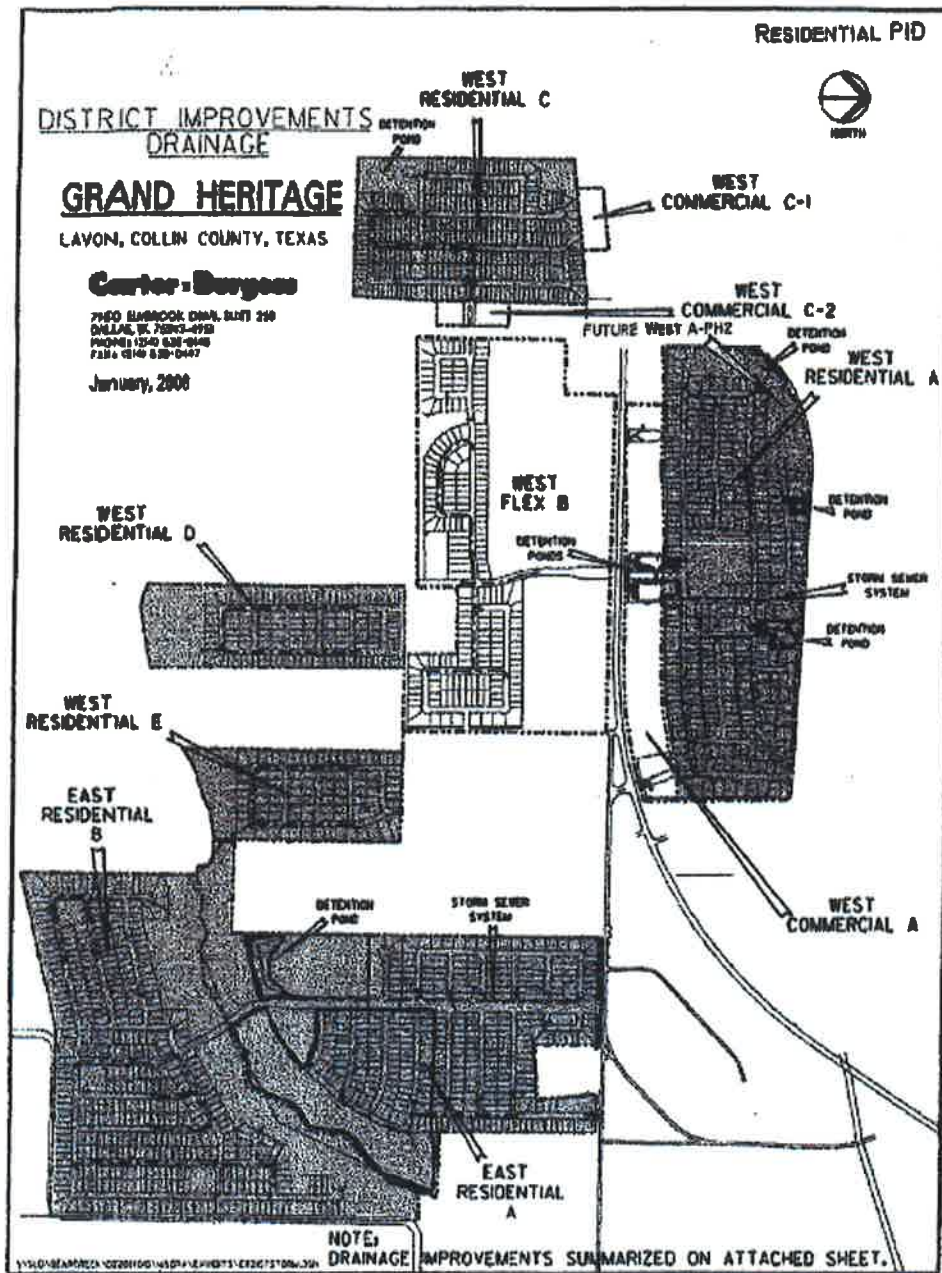 RESIDENTIAL PID
NORTH
DISTRICT IMPROVEMENTS
DRAINAGE
GRAND HERITAGE
LAVON, COLLIN COUNTY, TEXAS
Carter-Burgess
January,
WEST
RESIDENTIAL C
DETENTION
POND
WEST
COMMERCIAL C-1
WEST
COMMERCIAL C-2
FUTURE WEST A-PH2
DETENTION
POND
WEST
RESIDENTIAL A
WEST
FLEX B
DETENTION
POND
DETENTION
PONDS
WEST
RESIDENTIAL D
STORM SEWER
SYSTEM
DETENTION
POND
WEST
RESIDENTIAL E
EAST
RESIDENTIAL
B
DETENTION
POND
STORM SEWER
SYSTEM
WEST
COMMERCIAL A
EAST
RESIDENTIAL
A
NOTE:
DRAINAGE IMPROVEMENTS SUMMARIZED ON ATTACHED SHEET.